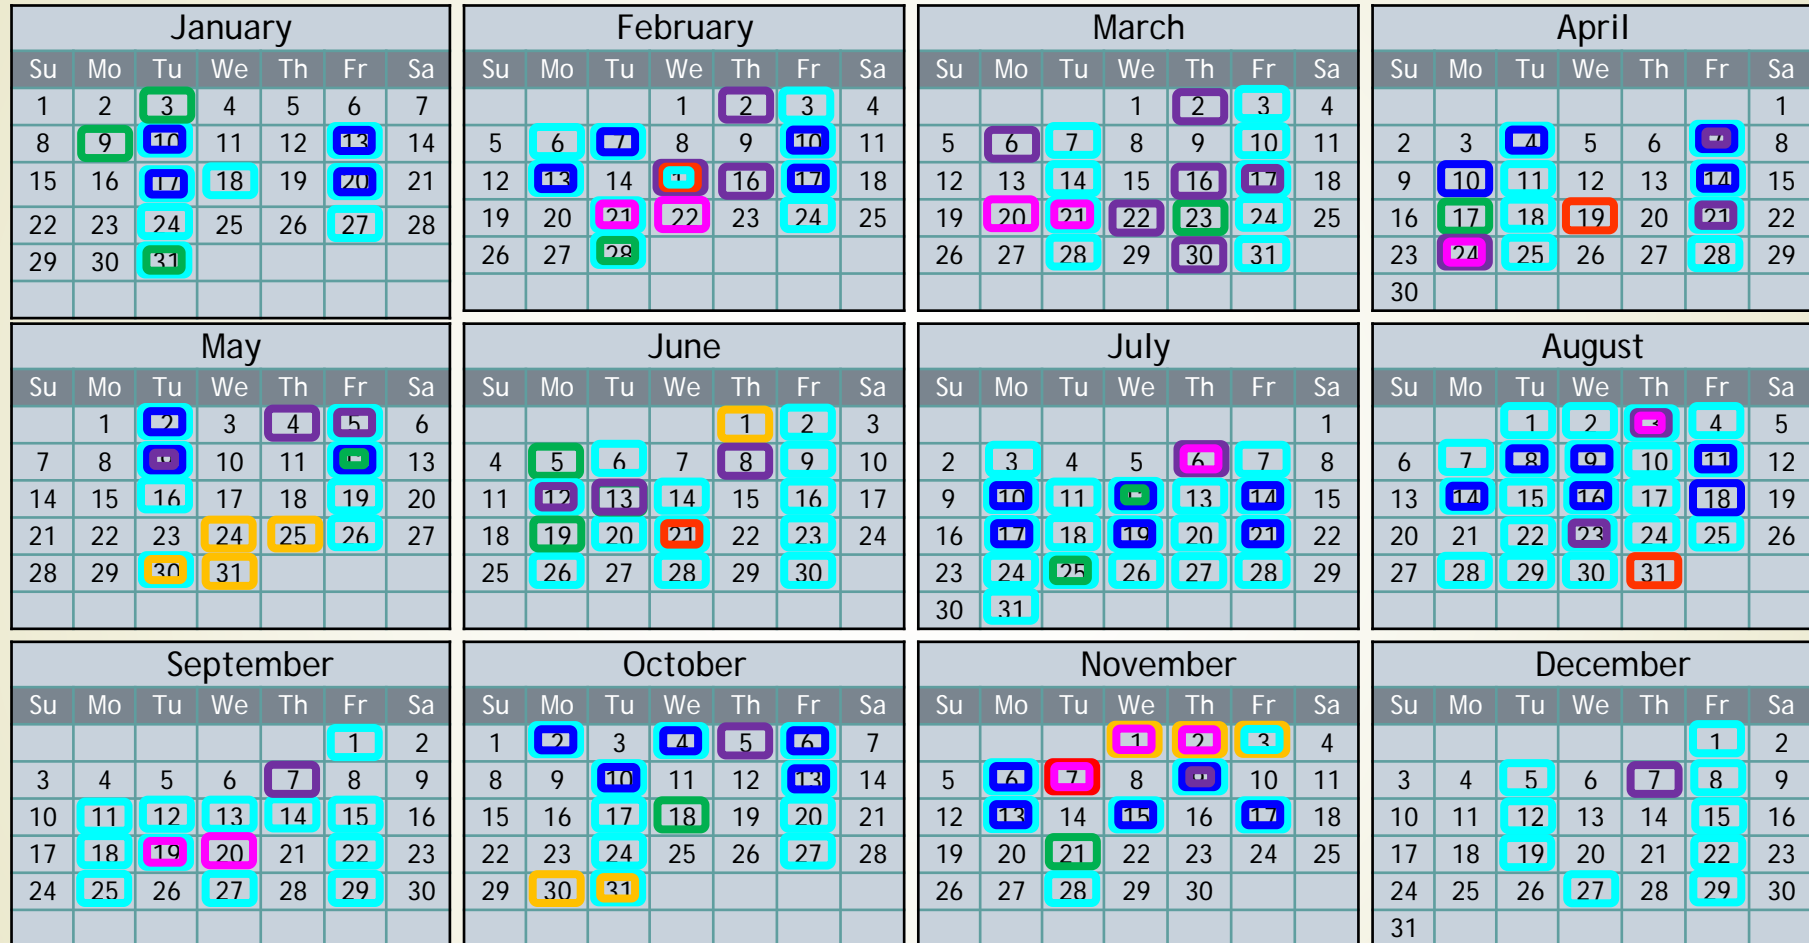 January
Su Mo Tu We Th Fr Sa
1 2 3 4 5 6 7
8 9 10 11 12 13 14
15 16 17 18 19 20 21
22 23 24 25 26 27 28
29 30 31
February
Su Mo Tu We Th Fr Sa
1 2 3 4
5 6 7 8 9 10 11
12 13 14 16 17 18
19 20 21 22 23 24 25
26 27 28
March
Su Mo Tu We Th Fr Sa
1 2 3 4
5 6 7 8 9 10 11
12 13 14 15 16 17 18
19 20 21 22 23 24 25
26 27 28 29 30 31
April
Su Mo Tu We Th Fr Sa
1
2 3 4 5 6 8
9 10 11 12 13 14 15
16 17 18 19 20 21 22
23 24 25 26 27 28 29
30
May
Su Mo Tu We Th Fr Sa
1 2 3 4 5 6
7 8 10 11 13
14 15 16 17 18 19 20
21 22 23 24 25 26 27
28 29 30 31
June
Su Mo Tu We Th Fr Sa
1 2 3
4 5 6 7 8 9 10
11 12 13 14 15 16 17
18 19 20 21 22 23 24
25 26 27 28 29 30
July
Su Mo Tu We Th Fr Sa
1
2 3 4 5 6 7 8
9 10 11 13 14 15
16 17 18 19 20 21 22
23 24 25 26 27 28 29
30 31
August
Su Mo Tu We Th Fr Sa
1 2 4 5
6 7 8 9 10 11 12
13 14 15 16 17 18 19
20 21 22 23 24 25 26
27 28 29 30 31
September
Su Mo Tu We Th Fr Sa
1 2
3 4 5 6 7 8 9
10 11 12 13 14 15 16
17 18 19 20 21 22 23
24 25 26 27 28 29 30
October
Su Mo Tu We Th Fr Sa
1 2 3 4 5 6 7
8 9 10 11 12 13 14
15 16 17 18 19 20 21
22 23 24 25 26 27 28
29 30 31
November
Su Mo Tu We Th Fr Sa
1 2 3 4
5 6 7 8 10 11
12 13 14 15 16 17 18
19 20 21 22 23 24 25
26 27 28 29 30
December
Su Mo Tu We Th Fr Sa
1 2
3 4 5 6 7 8 9
10 11 12 13 14 15 16
17 18 19 20 21 22 23
24 25 26 27 28 29 30
31